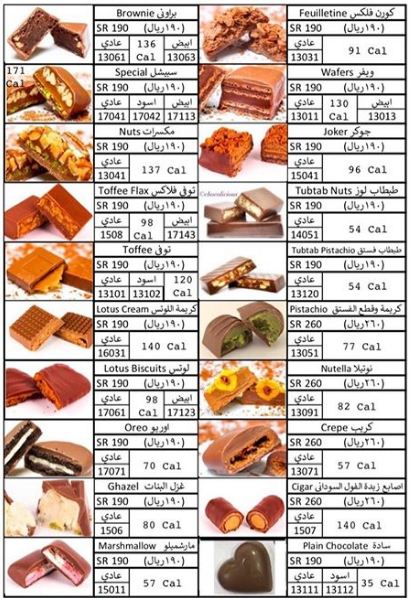 Brownie براوني
SR 190 (١٩٠ريال)
عادي 13061
136 Cal
ابيض 13063
Feuilletine كورن فلكس
SR 190 (١٩٠ريال)
عادي 13031
91 Cal
171 Cal
Special سبيشل
SR 190 (١٩٠ريال)
عادي 17041
اسود 17042
ابيض 17113
Wafers ويفر
SR 190 (١٩٠ريال)
عادي 13011
130 Cal
ابيض 13013
Nuts مكسرات
SR 190 (١٩٠ريال)
عادي 13041
137 Cal
Joker جوكر
SR 190 (١٩٠ريال)
عادي 15041
96 Cal
Toffee Flax توفي فلاكس
SR 190 (١٩٠ريال)
عادي 1508
98 Cal
ابيض 17143
Tubtab Nuts طبطاب لوز
SR 190 (١٩٠ريال)
عادي 14051
54 Cal
Toffee توفي
SR 190 (١٩٠ريال)
عادي 13101
اسود 13102
120 Cal
Tubtab Pistachio طبطاب فستق
SR 190 (١٩٠ريال)
عادي 13120
54 Cal
Lotus Cream كريمة اللوتس
SR 190 (١٩٠ريال)
عادي 16031
140 Cal
Pistachio كريمة وقطع الفستق
SR 260 (٢٦٠ريال)
عادي 13051
77 Cal
Lotus Biscuits لوتس
SR 190 (١٩٠ريال)
عادي 17061
98 Cal
ابيض 17123
Nutella نوتيلا
SR 260 (٢٦٠ريال)
عادي 13091
82 Cal
Oreo اوريو
SR 190 (١٩٠ريال)
عادي 17071
70 Cal
Crepe كريب
SR 260 (٢٦٠ريال)
عادي 13071
57 Cal
Ghazel غزل البنات
SR 190 (١٩٠ريال)
عادي 1506
80 Cal
Cigar اصابع زبدة الفول السوداني
SR 260 (٢٦٠ريال)
عادي 1507
140 Cal
Marshmallow مارشميلو
SR 190 (١٩٠ريال)
عادي 15011
57 Cal
Plain Chocolate سادة
SR 190 (١٩٠ريال)
عادي 13111
اسود 13112
35 Cal